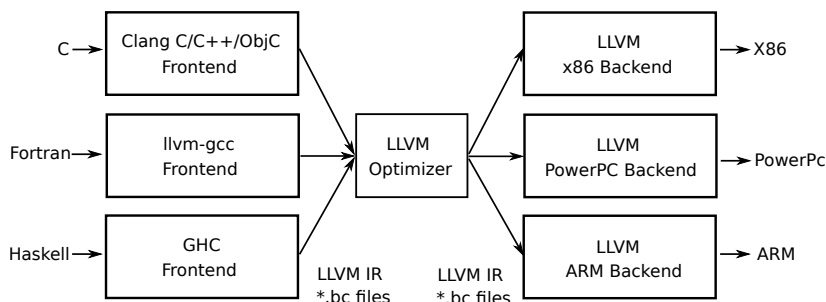 C
Clang C/C++/ObjC
Frontend
LLVM
x86 Backend
X86
Fortran
llvm-gcc
Frontend
LLVM
Optimizer
LLVM
PowerPC Backend
PowerPc
Haskell
GHC
Frontend
LLVM IR
*.bc files
LLVM IR
*.bc files
LLVM
ARM Backend
ARM